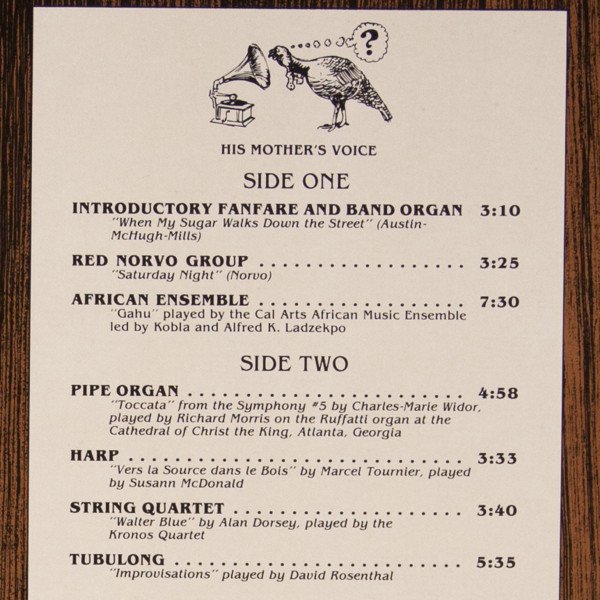 ?
HIS MOTHER'S VOICE
SIDE ONE
INTRODUCTORY FANFARE AND BAND ORGAN 3:10
"When My Sugar Walks Down the Street" (Austin-
McHugh-Mills)
RED NORVO GROUP . . . . . . . . . . . . . . . . . . . 3:25
"Saturday Night" (Norvo)
AFRICAN ENSEMBLE . . . . . . . . . . . . . . . . . . . 7:30
"Gahu" played by the Cal Arts African Music Ensemble
led by Kobla and Alfred K. Ladzekpo
SIDE TWO
PIPE ORGAN . . . . . . . . . . . . . . . . . . . . . . . . . 4:58
"Toccata" from the Symphony #5 by Charles-Marie Widor,
played by Richard Morris on the Ruffatti organ at the
Cathedral of Christ the King, Atlanta, Georgia
HARP . . . . . . . . . . . . . . . . . . . . . . . . . . . . . . . 3:33
"Vers la Source dans le Bois" by Marcel Tournier, played
by Susann McDonald
STRING QUARTET . . . . . . . . . . . . . . . . . . . . . 3:40
"Walter Blue" by Alan Dorsey, played by the
Kronos Quartet
TUBULONG . . . . . . . . . . . . . . . . . . . . . . . . . . 5:35
"Improvisations" played by David Rosenthal